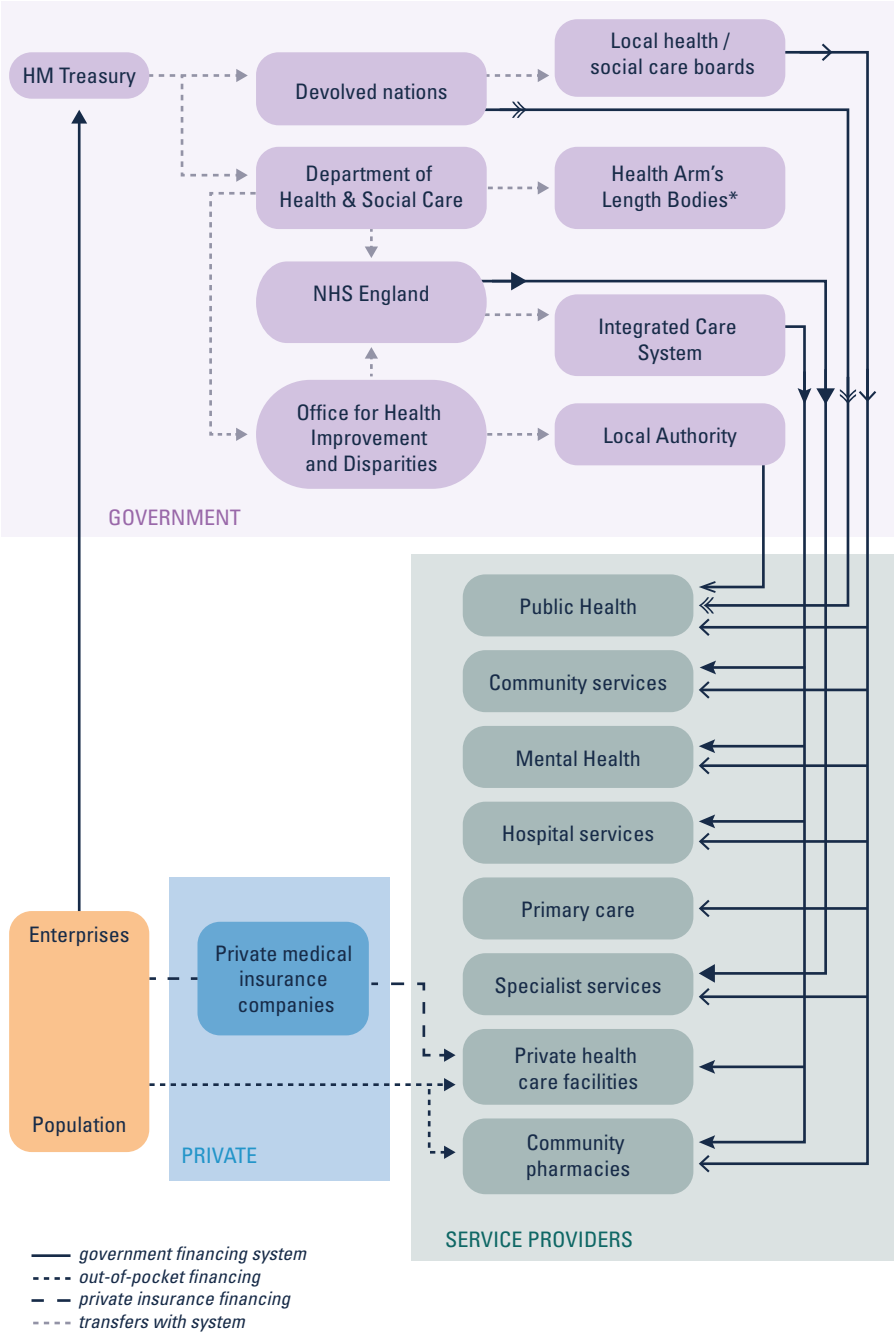 HM Treasury
Devolved nations
Local health /
social care boards
Department of
Health & Social Care
Health Arm's
Length Bodies*
NHS England
Integrated Care
System
Office for Health
Improvement
and Disparities
Local Authority
GOVERNMENT
Public Health
Community services
Mental Health
Hospital services
Primary care
Specialist services
Private health
care facilities
Community
pharmacies
SERVICE PROVIDERS
Enterprises
Population
Private medical
insurance
companies
PRIVATE
government financing system
out-of-pocket financing
private insurance financing
transfers with system